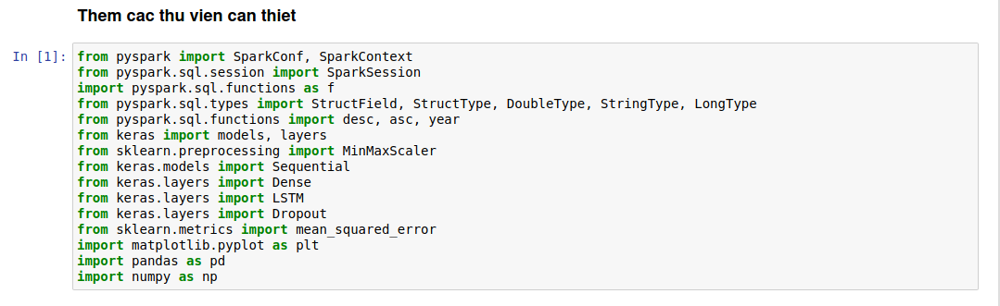 Them cac thu vien can thiet
In [1]:
from pyspark import SparkConf, SparkContext
from pyspark.sql.session import SparkSession
import pyspark.sql.functions as f
from pyspark.sql.types import StructField, StructType, DoubleType, StringType, LongType
from pyspark.sql.functions import desc, asc, year
from keras import models, layers
from sklearn.preprocessing import MinMaxScaler
from keras.models import Sequential
from keras.layers import Dense
from keras.layers import LSTM
from keras.layers import Dropout
from sklearn.metrics import mean_squared_error
import matplotlib.pyplot as plt
import pandas as pd
import numpy as np